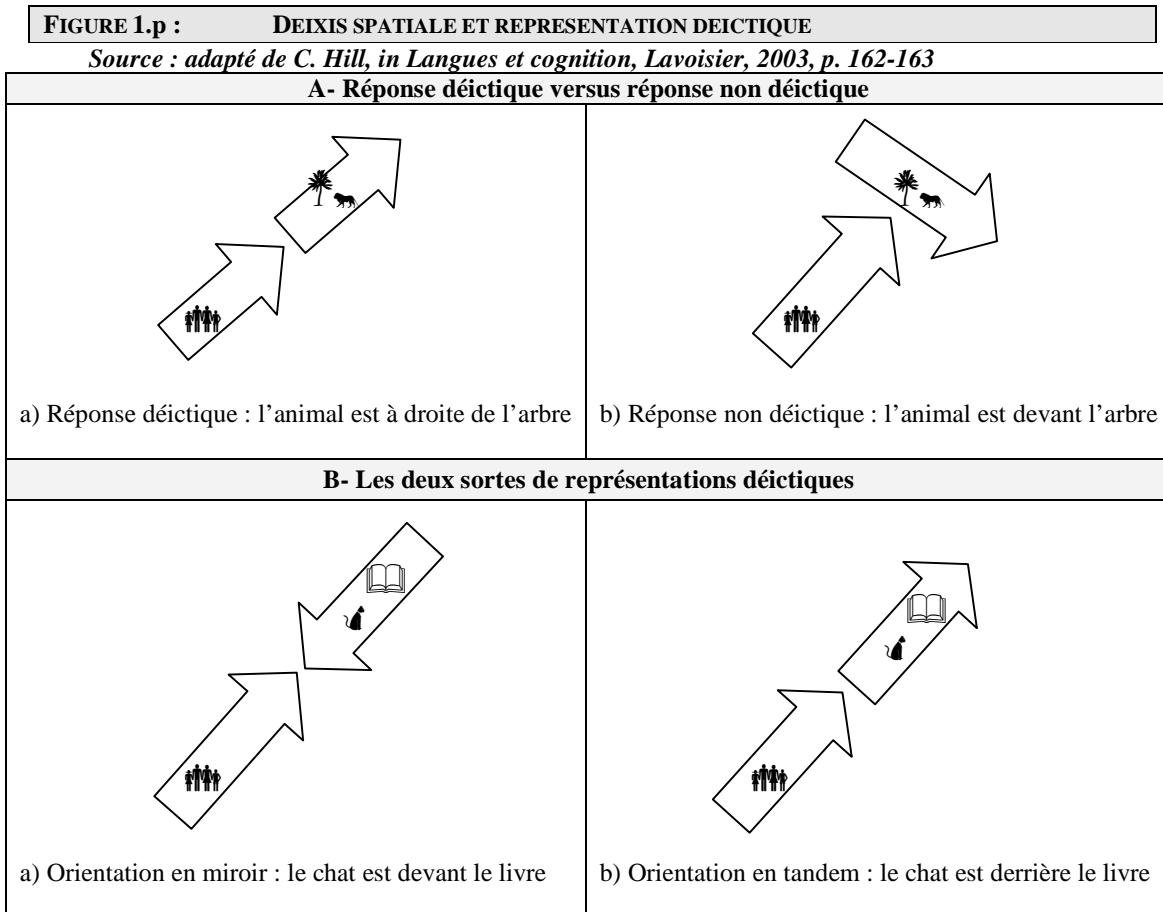 FIGURE 1.p : DEIXIS SPATIALE ET REPRESENTATION DEICTIQUE
Source : adapté de C. Hill, in Langues et cognition, Lavoisier, 2003, p. 162-163
A- Réponse déictique versus réponse non déictique
a) Réponse déictique : l’animal est à droite de l’arbre
b) Réponse non déictique : l’animal est devant l’arbre
B- Les deux sortes de représentations déictiques
a) Orientation en miroir : le chat est devant le livre
b) Orientation en tandem : le chat est derrière le livre